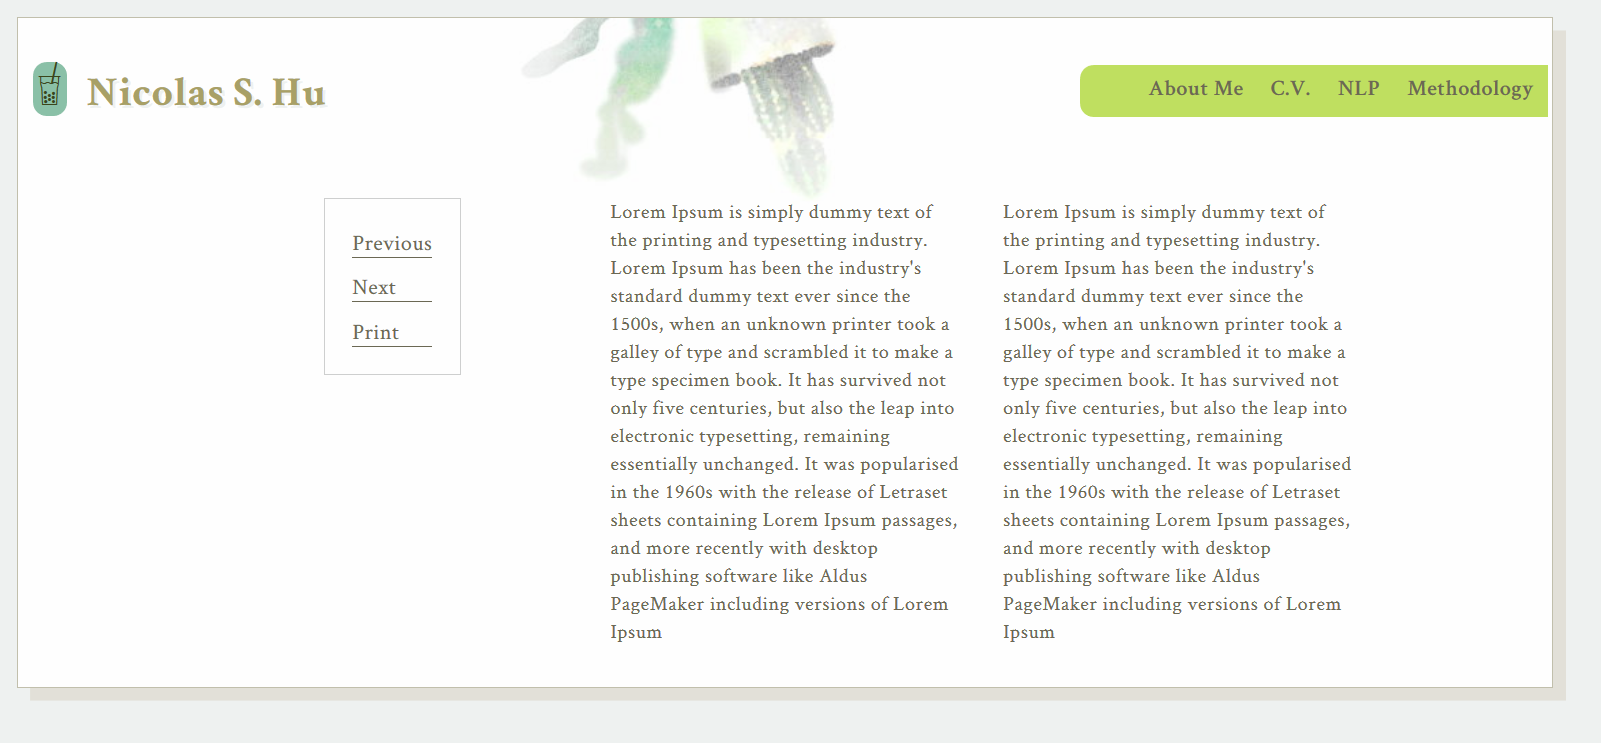 Nicolas S. Hu
About Me C.V. NLP Methodology
Previous
Next
Print
Lorem Ipsum is simply dummy text of
the printing and typesetting industry.
Lorem Ipsum has been the industry's
standard dummy text ever since the
1500s, when an unknown printer took a
galley of type and scrambled it to make a
type specimen book. It has survived not
only five centuries, but also the leap into
electronic typesetting, remaining
essentially unchanged. It was popularised
in the 1960s with the release of Letraset
sheets containing Lorem Ipsum passages,
and more recently with desktop
publishing software like Aldus
PageMaker including versions of Lorem
Ipsum
Lorem Ipsum is simply dummy text of
the printing and typesetting industry.
Lorem Ipsum has been the industry's
standard dummy text ever since the
1500s, when an unknown printer took a
galley of type and scrambled it to make a
type specimen book. It has survived not
only five centuries, but also the leap into
electronic typesetting, remaining
essentially unchanged. It was popularised
in the 1960s with the release of Letraset
sheets containing Lorem Ipsum passages,
and more recently with desktop
publishing software like Aldus
PageMaker including versions of Lorem
Ipsum